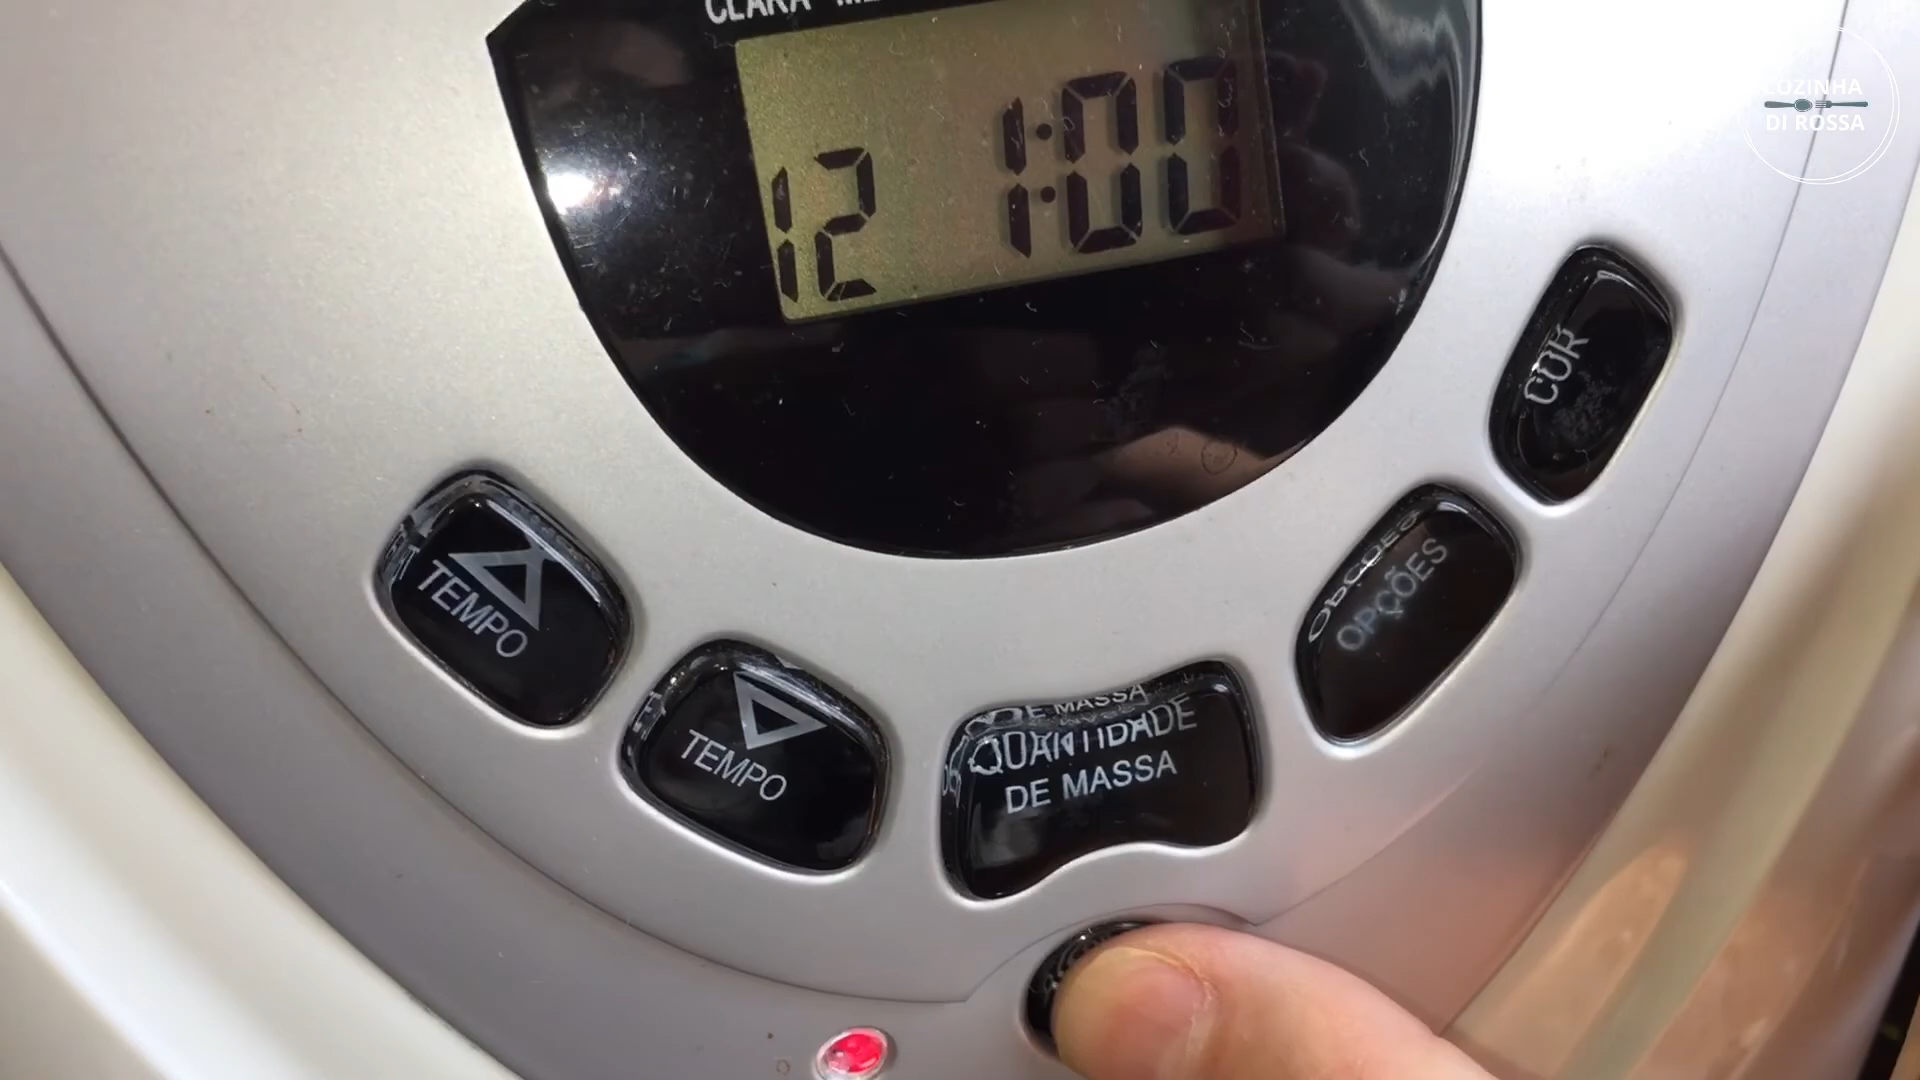 CLARA
12 1:00
COR
OPÇÕES
TEMPO
TEMPO
QUANTIDADE
DE MASSA
COZINHA
DI ROSSA